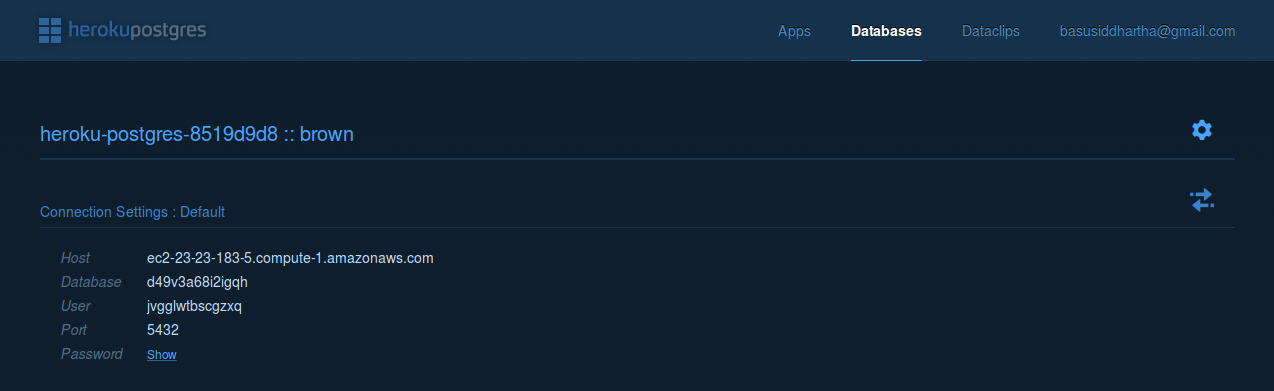 herokupostgres
Apps Databases Dataclips basusiddhartha@gmail.com
heroku-postgres-8519d9d8 :: brown
Connection Settings : Default
Host ec2-23-23-183-5.compute-1.amazonaws.com
Database d49v3a68i2igqh
User jvgglwtbscgzxq
Port 5432
Password Show